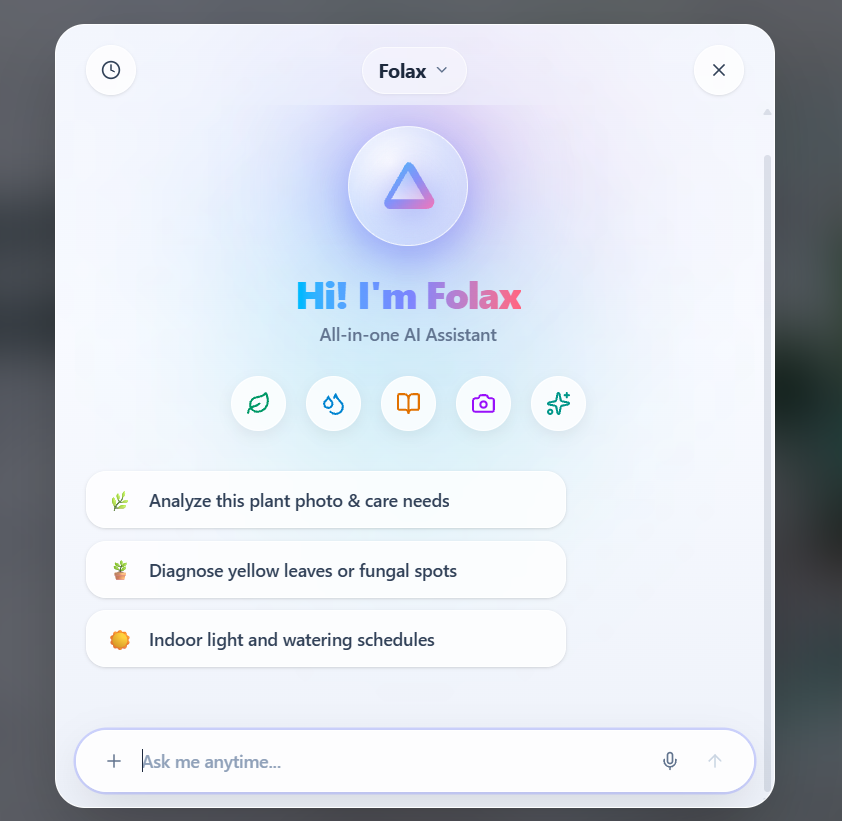 Folax
Hi! I'm Folax
All-in-one AI Assistant
Analyze this plant photo & care needs
Diagnose yellow leaves or fungal spots
Indoor light and watering schedules
Ask me anytime...